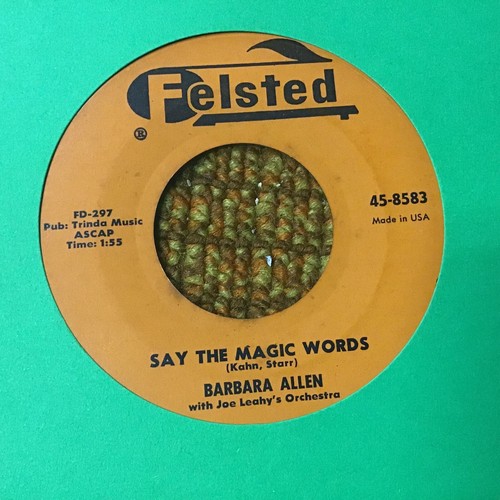 Felsted
®
FD-297
Pub: Trinda Music
ASCAP
Time: 1:55
45-8583
Made in USA
SAY THE MAGIC WORDS
(Kahn, Starr)
BARBARA ALLEN
with Joe Leahy's Orchestra